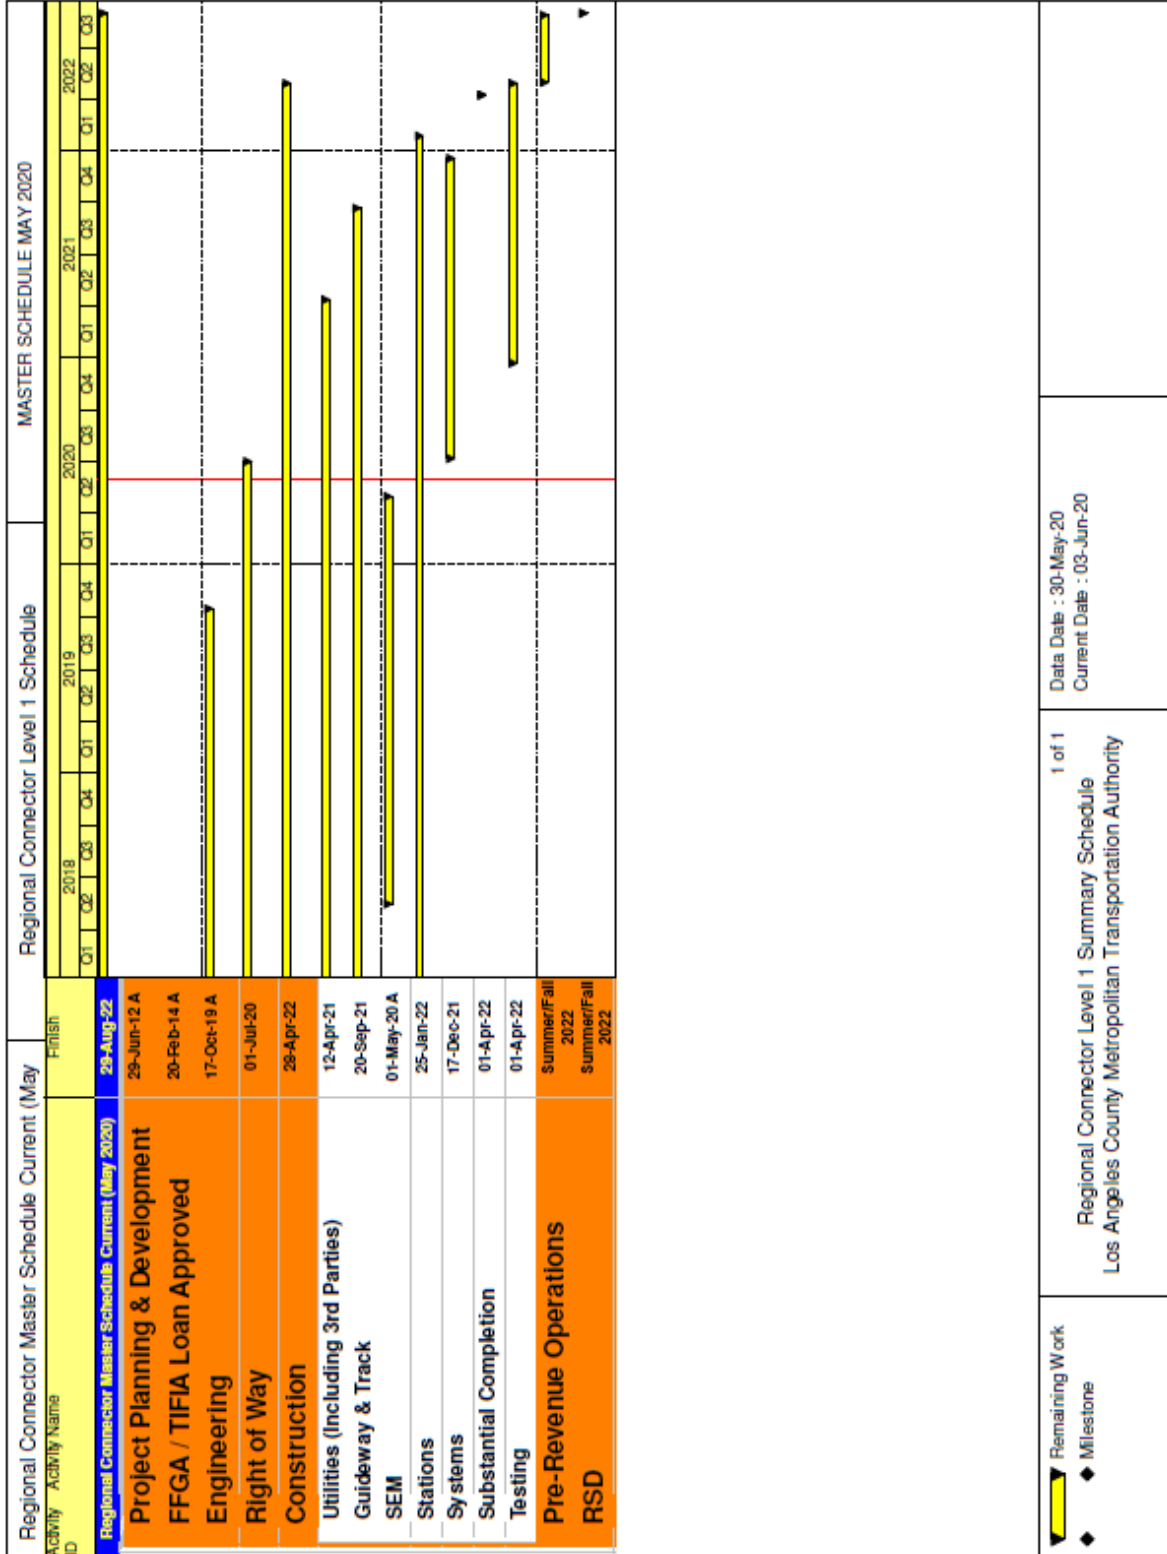 Regional Connector Master Schedule Current (May
Regional Connector Level 1 Schedule
MASTER SCHEDULE MAY 2020
Activity ID
Activity Name
Finish
2018
2019
2020
2021
2022
Q1 Q2 Q3 Q4 Q1 Q2 Q3 Q4 Q1 Q2 Q3 Q4 Q1 Q2 Q3 Q4 Q1 Q2 Q3
Regional Connector Master Schedule Current (May 2020) 29-Aug-22
Project Planning & Development 29-Jun-12 A
FFGA / TIFIA Loan Approved 20-Feb-14 A
Engineering 17-Oct-19 A
Right of Way 01-Jul-20
Construction 28-Apr-22
Utilities (Including 3rd Parties) 12-Apr-21
Guideway & Track 20-Sep-21
SEM 01-May-20 A
Stations 25-Jan-22
Systems 17-Dec-21
Substantial Completion 01-Apr-22
Testing 01-Apr-22
Pre-Revenue Operations Summer/Fall
2022
RSD Summer/Fall
2022
Remaining Work
Milestone
1 of 1
Regional Connector Level 1 Summary Schedule
Los Angeles County Metropolitan Transportation Authority
Data Date : 30-May-20
Current Date : 03-Jun-20